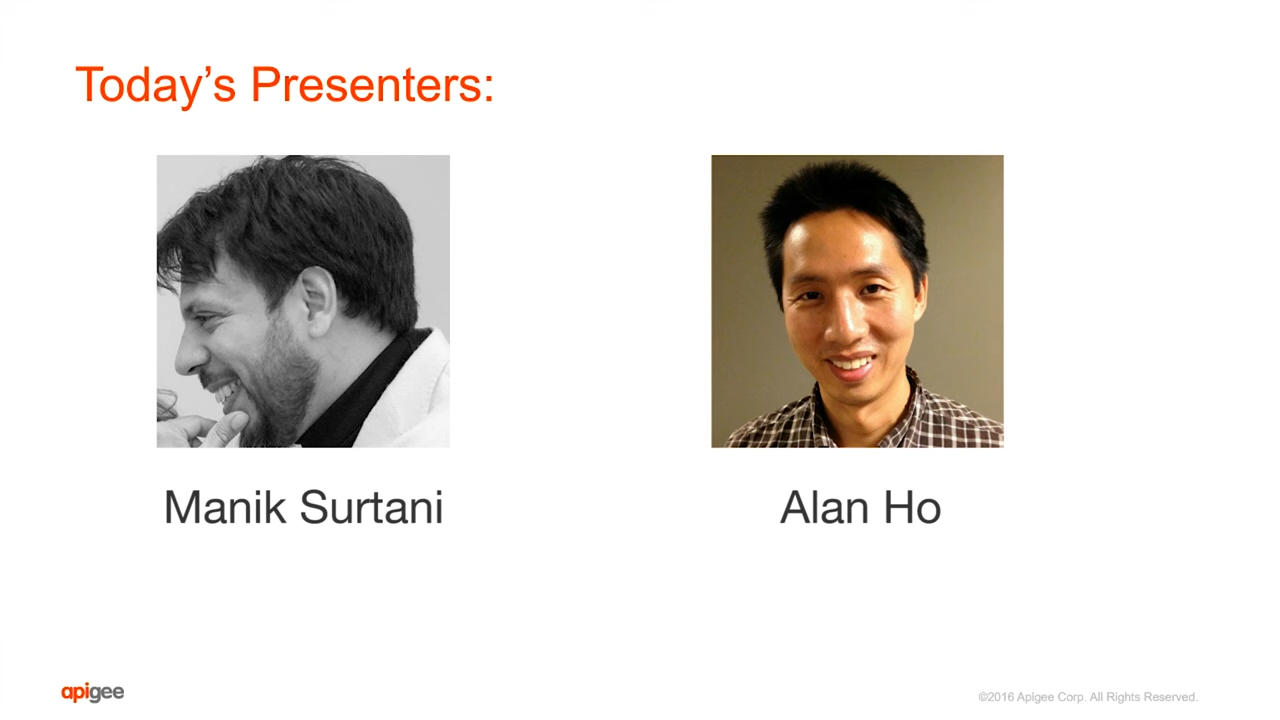 Today’s Presenters:
Manik Surtani
Alan Ho
apigee
©2016 Apigee Corp. All Rights Reserved.